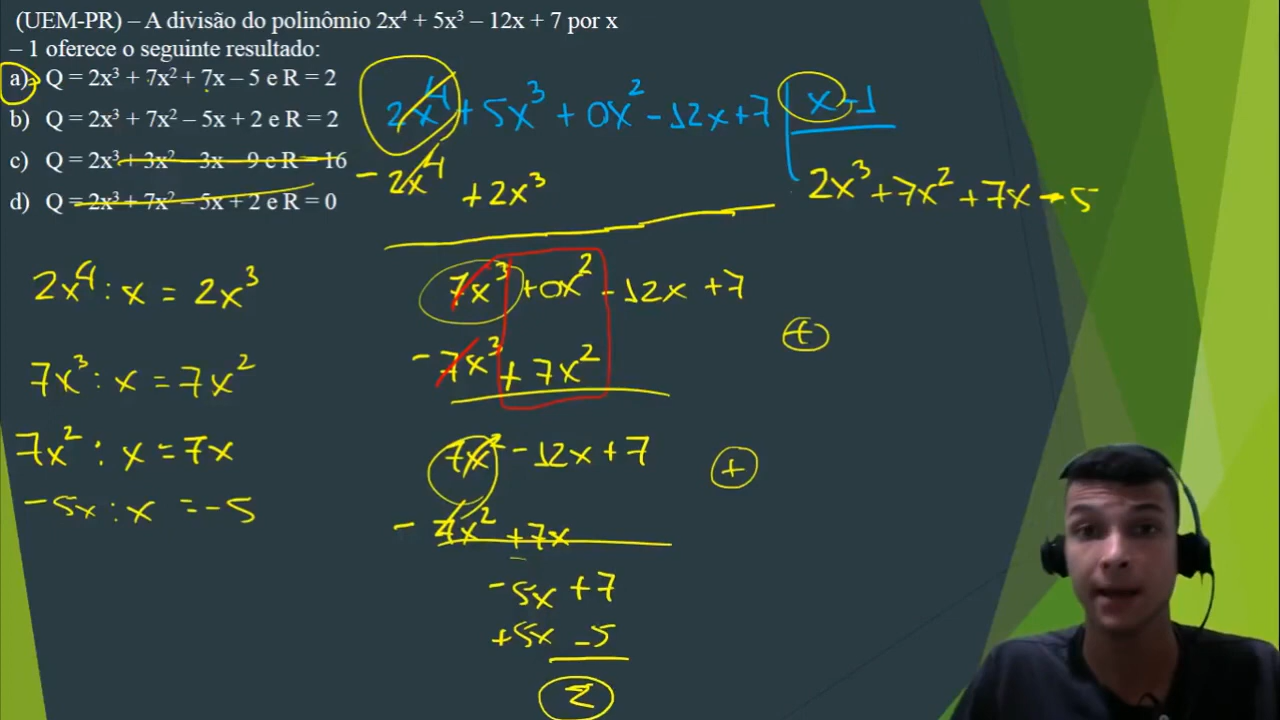 (UEM-PR) – A divisão do polinômio 2x⁴ + 5x³ – 12x + 7 por x
– 1 oferece o seguinte resultado:
a) Q = 2x³ + 7x² + 7x – 5 e R = 2
b) Q = 2x³ + 7x² – 5x + 2 e R = 2
c) Q = 2x³ + 3x² – 3x – 9 e R = 16
d) Q = 2x³ + 7x² – 5x + 2 e R = 0
2x⁴ + 5x³ + 0x² - 12x + 7 | x - 1
- 2x⁴ + 2x³
2x³ + 7x² + 7x - 5
7x³ + 0x² - 12x + 7
+
- 7x³ + 7x²
7x² - 12x + 7
+
- 7x² + 7x
- 5x + 7
+5x - 5
2
2x⁴ : x = 2x³
7x³ : x = 7x²
7x² : x = 7x
-5x : x = -5